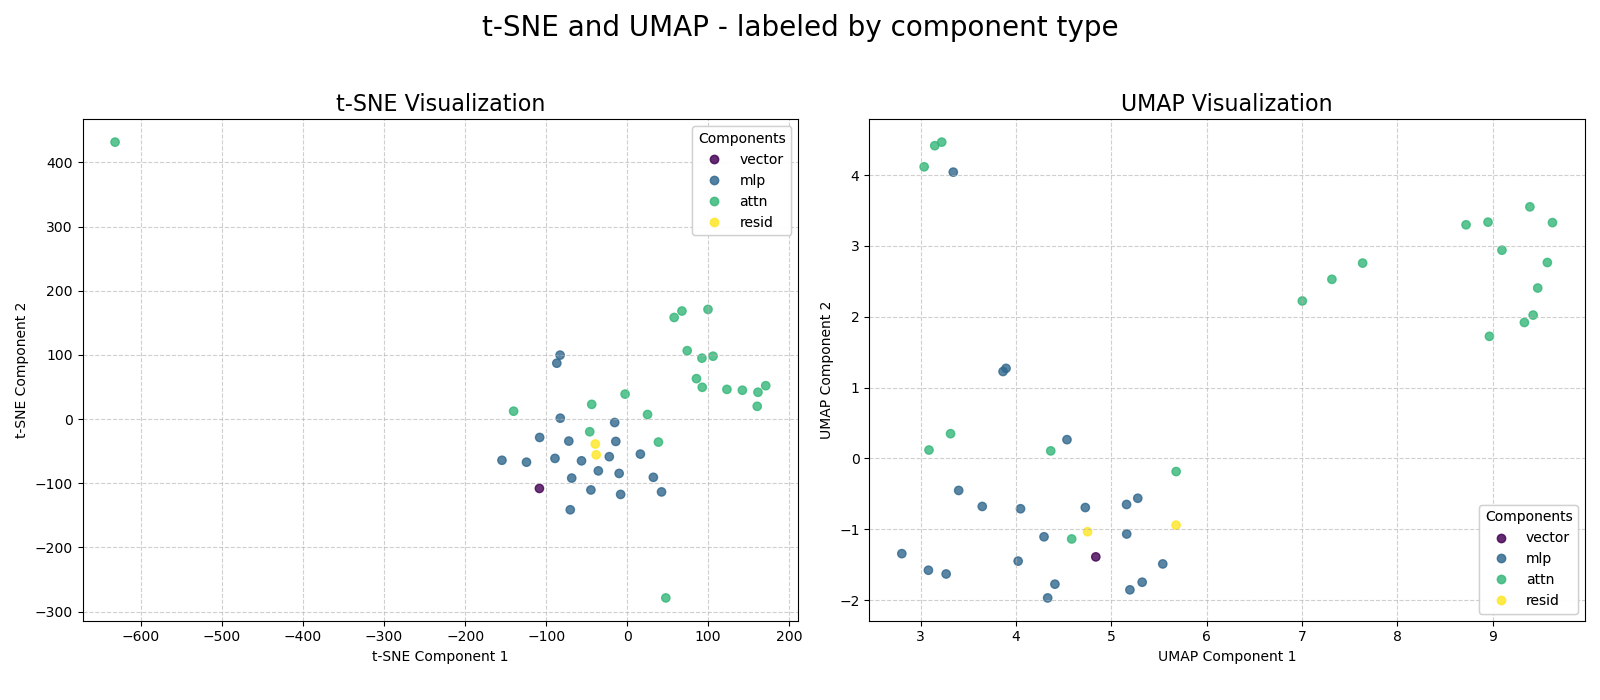 t-SNE and UMAP - labeled by component type
t-SNE Visualization
Components
vector
mlp
attn
resid
400
300
200
100
0
−100
−200
−300
t-SNE Component 2
−600
−500
−400
−300
−200
−100
0
100
200
t-SNE Component 1
UMAP Visualization
4
3
2
1
0
−1
−2
UMAP Component 2
Components
vector
mlp
attn
resid
3
4
5
6
7
8
9
UMAP Component 1